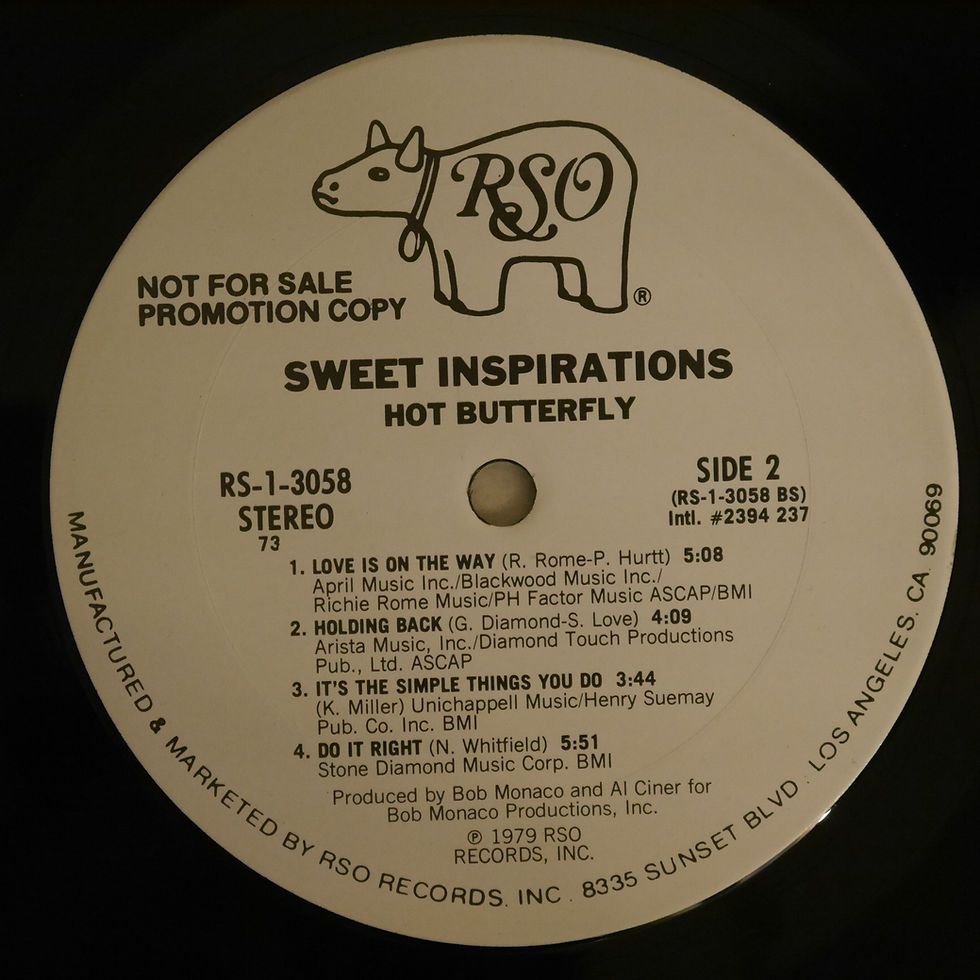 RSO
®
NOT FOR SALE
PROMOTION COPY
SWEET INSPIRATIONS
HOT BUTTERFLY
RS-1-3058
STEREO
73
SIDE 2
(RS-1-3058 BS)
Intl. #2394 237
1. LOVE IS ON THE WAY (R. Rome-P. Hurtt) 5:08
April Music Inc./Blackwood Music Inc./
Richie Rome Music/PH Factor Music ASCAP/BMI
2. HOLDING BACK (G. Diamond-S. Love) 4:09
Arista Music, Inc./Diamond Touch Productions
Pub., Ltd. ASCAP
3. IT'S THE SIMPLE THINGS YOU DO 3:44
(K. Miller) Unichappell Music/Henry Suemay
Pub. Co. Inc. BMI
4. DO IT RIGHT (N. Whitfield) 5:51
Stone Diamond Music Corp. BMI
Produced by Bob Monaco and Al Ciner for
Bob Monaco Productions, Inc.
℗ 1979 RSO
RECORDS, INC.
MANUFACTURED & MARKETED BY RSO RECORDS, INC. 8335 SUNSET BLVD. LOS ANGELES, CA. 90069